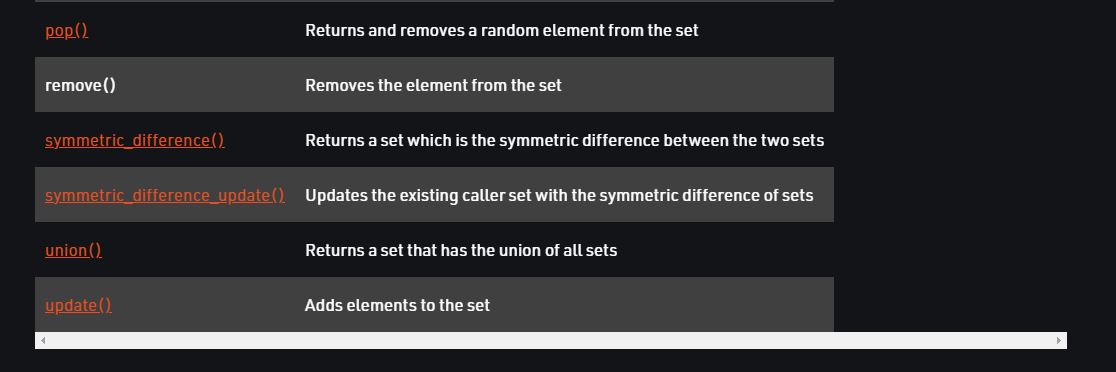 pop() Returns and removes a random element from the set
remove() Removes the element from the set
symmetric_difference() Returns a set which is the symmetric difference between the two sets
symmetric_difference_update() Updates the existing caller set with the symmetric difference of sets
union() Returns a set that has the union of all sets
update() Adds elements to the set